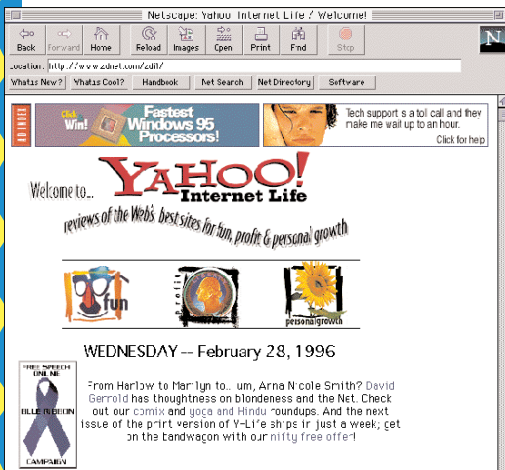 Netscape: Yahoo Internet Life / Welcome!
Back Forward Home Reload Images Open Print Find Stop
N
Location: http://www.zdnet.com/zdil/
What's New? What's Cool? Handbook Net Search Net Directory Software
AD INDEX
Click Win!
Fastest Windows 95 Processors!
Tech support is a toll call and they
make me wait up to an hour.
Click for help
Welcome to...
YAHOO!
Internet Life
reviews of the Web's best sites for fun, profit & personal growth
fun
Profit
personalgrowth
WEDNESDAY -- February 28, 1996
FREE SPEECH
ONLINE
BLUE RIBBON
CAMPAIGN
From Harlow to Marilyn to... um, Anna Nicole Smith? David
Gerrold has thoughtness on blondeness and the Net. Check
out our comix and yoga and Hindu roundups. And the next
issue of the print version of Y-Life ships in just a week; get
on the bandwagon with our nifty free offer!